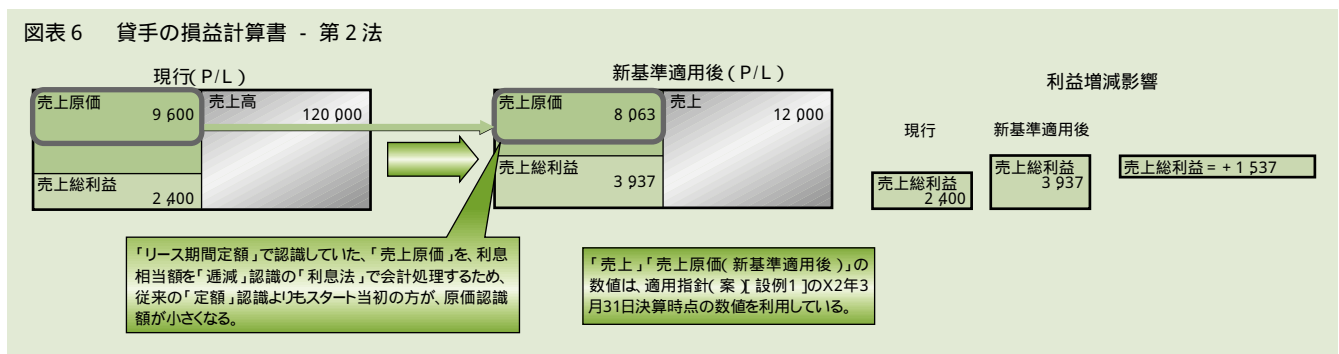 図表6 貸手の損益計算書 - 第2法
現行(P/L)
売上原価
9,600
売上高
120,000
売上総利益
2,400
新基準適用後(P/L)
売上原価
8,063
売上
12,000
売上総利益
3,937
利益増減影響
現行
新基準適用後
売上総利益
2,400
売上総利益
3,937
売上総利益=+1,537
「リース期間定額」で認識していた、「売上原価」を、利息
相当額を「逓減」認識の「利息法」で会計処理するため、
従来の「定額」認識よりもスタート当初の方が、原価認識
額が小さくなる。
「売上」「売上原価(新基準適用後)」の
数値は、適用指針(案)[設例1]のX2年3
月31日決算時点の数値を利用している。